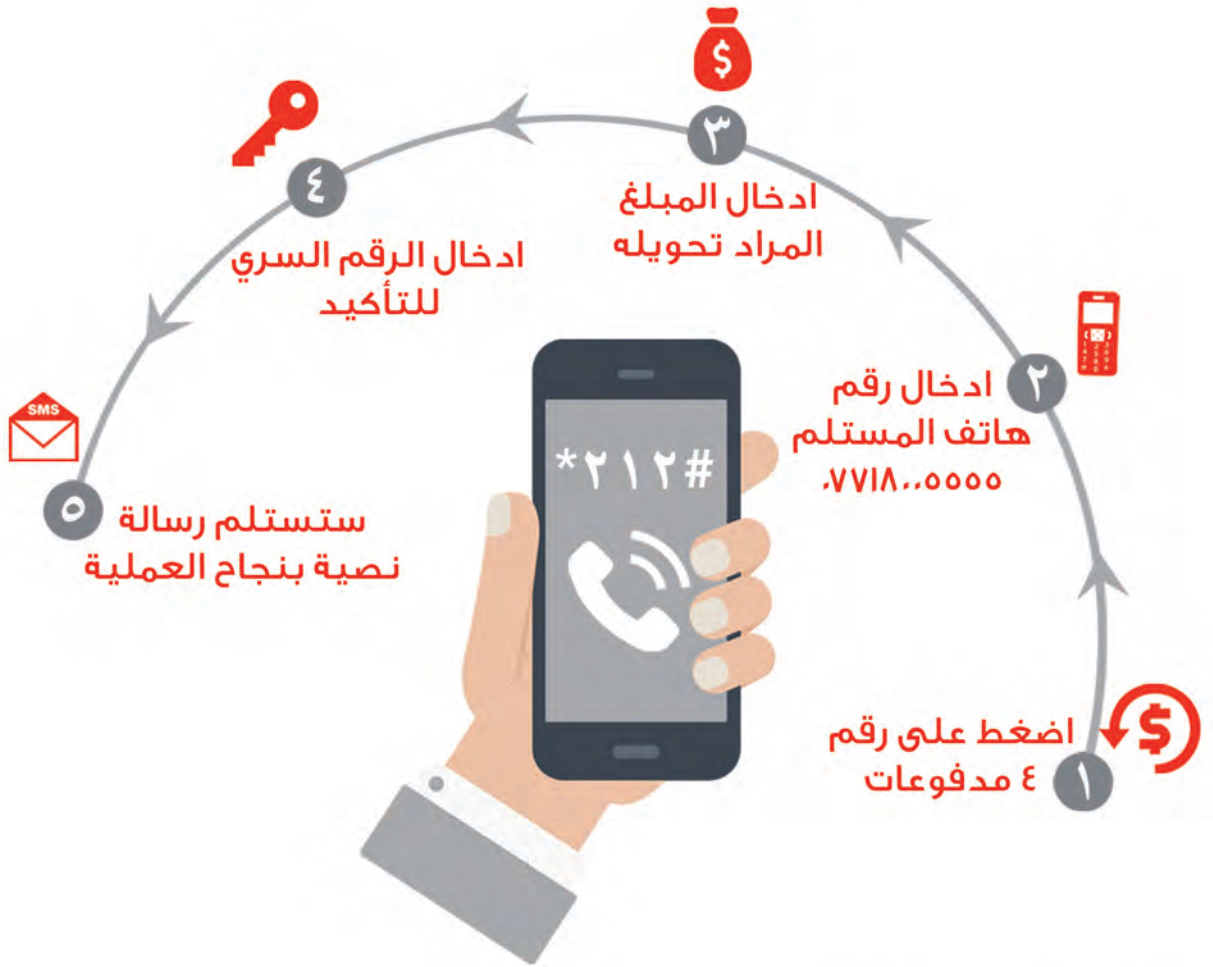 ١
اضغط على رقم
٤ مدفوعات
٢
ادخال رقم
هاتف المستلم
٠٧٧١٨٠٠٥٥٥٥
٣
ادخال المبلغ
المراد تحويله
٤
ادخال الرقم السري
للتأكيد
٥
ستستلم رسالة
نصية بنجاح العملية
SMS
*٢١٢#
$
$